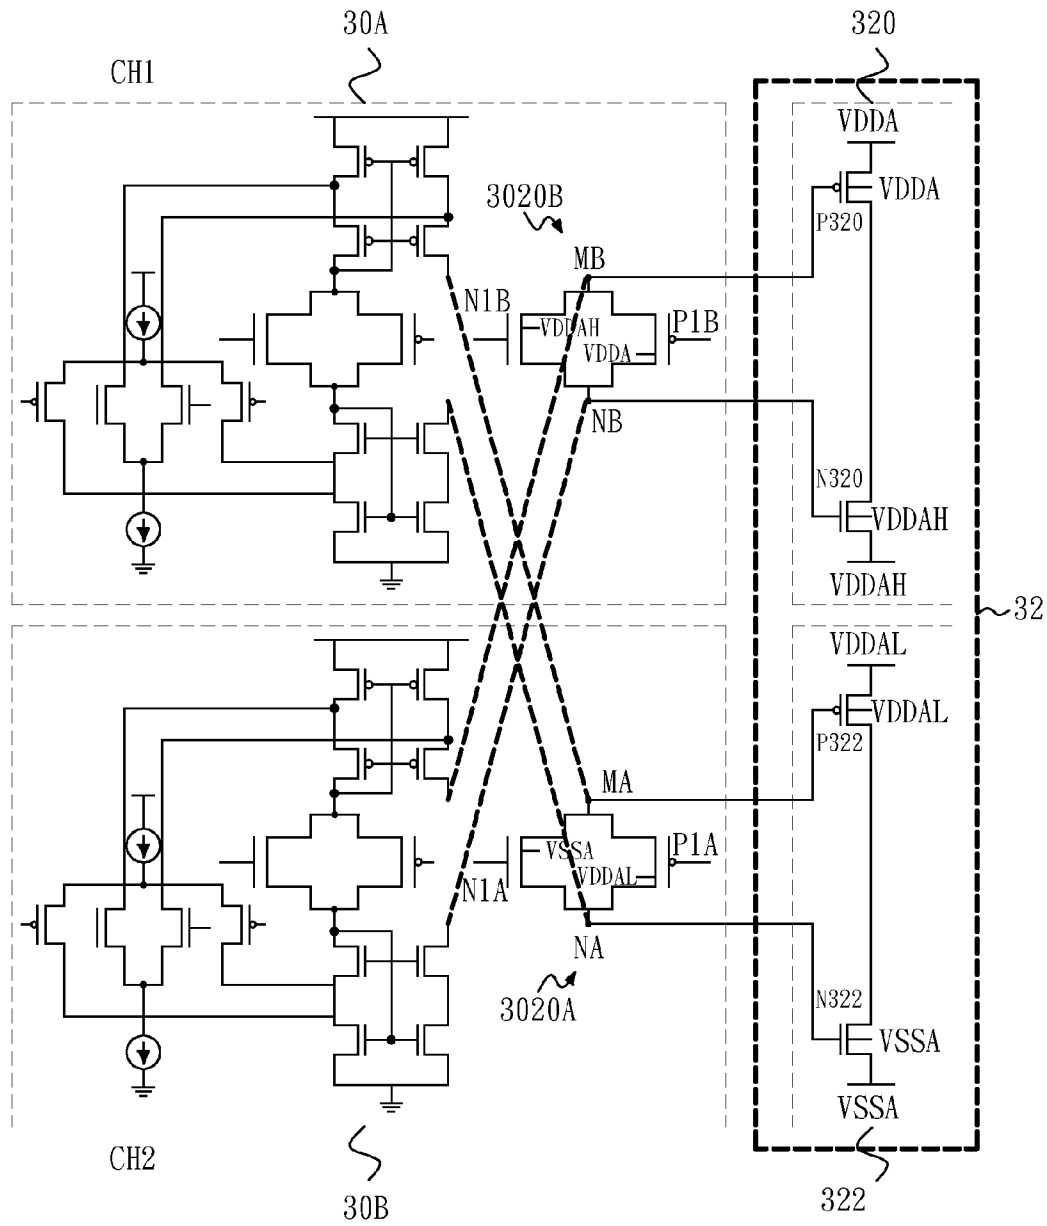 30A
320
CH1
VDDA
3020B
VDDA
P320
MB
N1B
VDDAH
P1B
VDDA
NB
N320
VDDAH
VDDAH
32
VDDAL
VDDAL
P322
MA
VSSA
P1A
VDDAL
N1A
NA
3020A
N322
VSSA
VSSA
CH2
30B
322